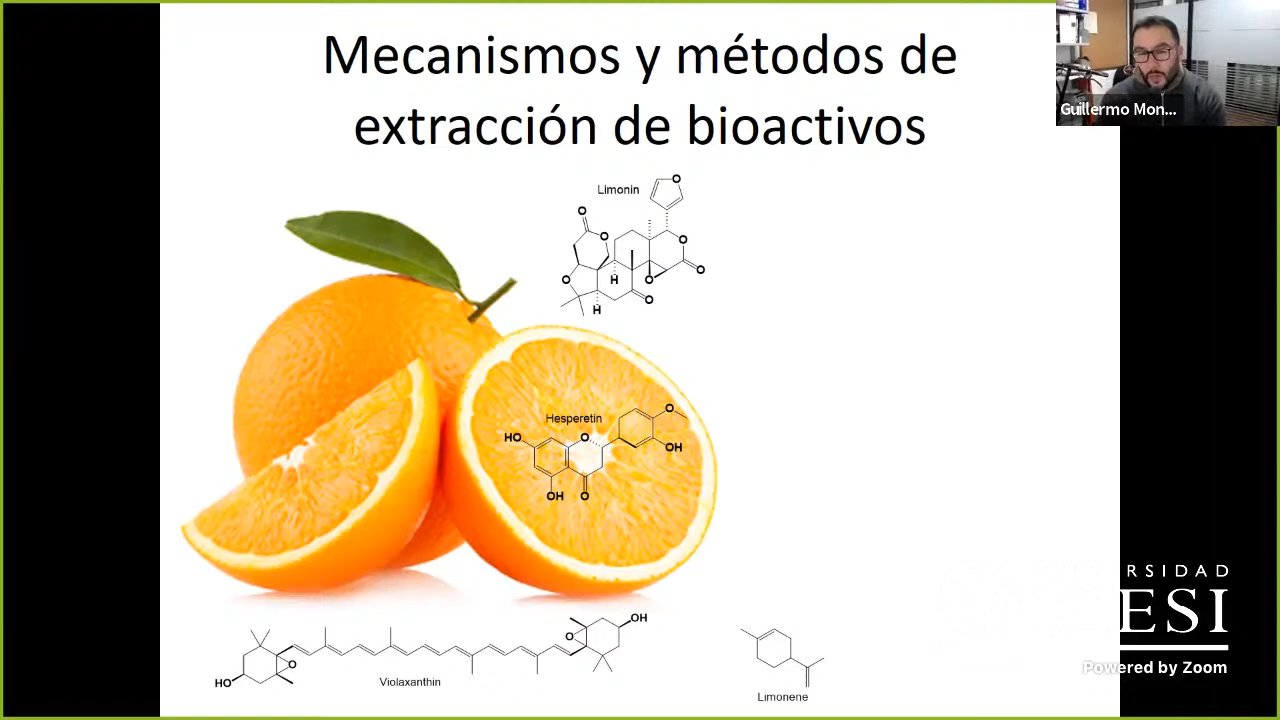 Mecanismos y métodos de
extracción de bioactivos
Guillermo Mon...
Limonin
O
O
O
O
O
O
O
O
H
H
Hesperetin
HO
O
O
OH
OH
O
OH
O
O
HO
Violaxanthin
Limonene
RSIDAD
ESI
Powered by Zoom